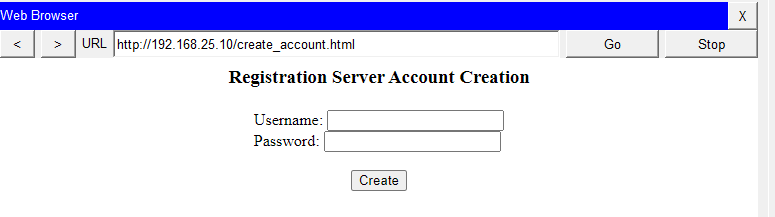 Web Browser X
< > URL http://192.168.25.10/create_account.html Go Stop
Registration Server Account Creation
Username:
Password:
Create